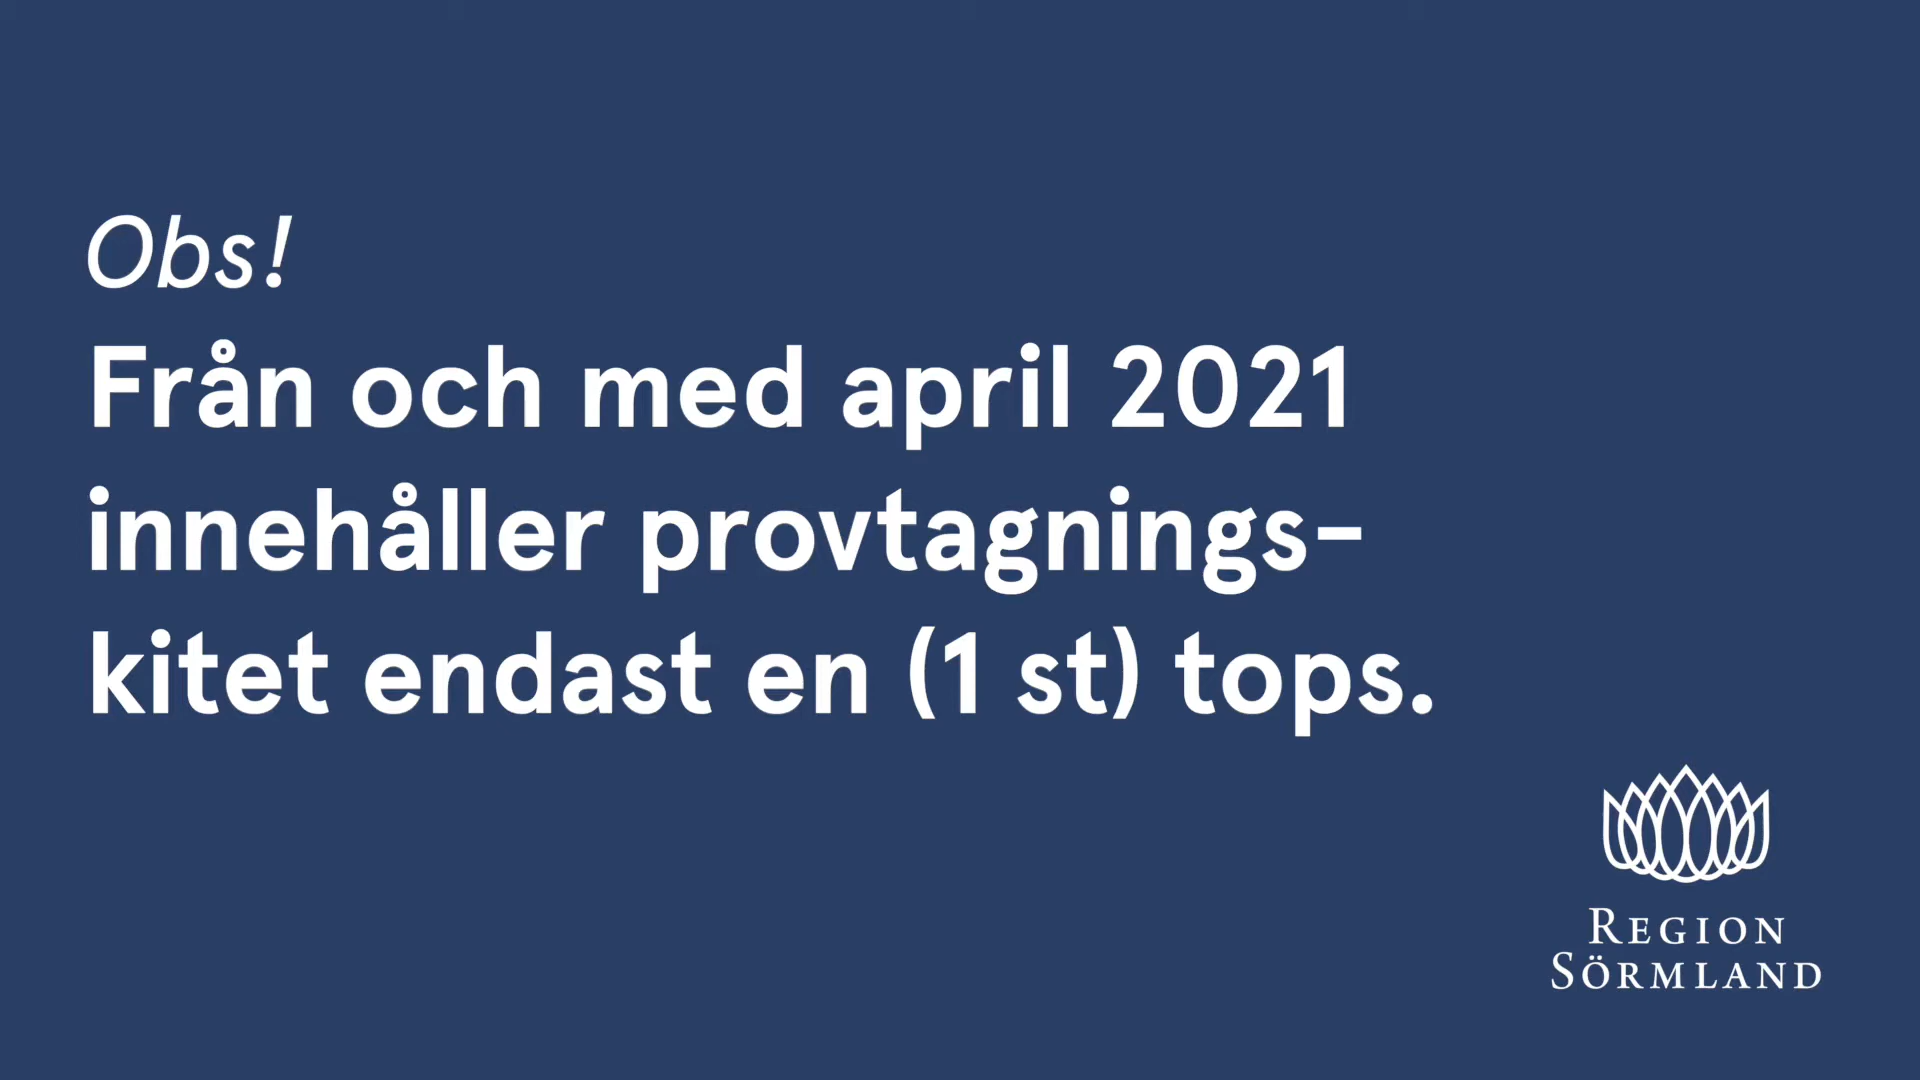 Obs!
Från och med april 2021
innehåller provtagnings-
kitet endast en (1 st) tops.
REGION
SÖRMLAND